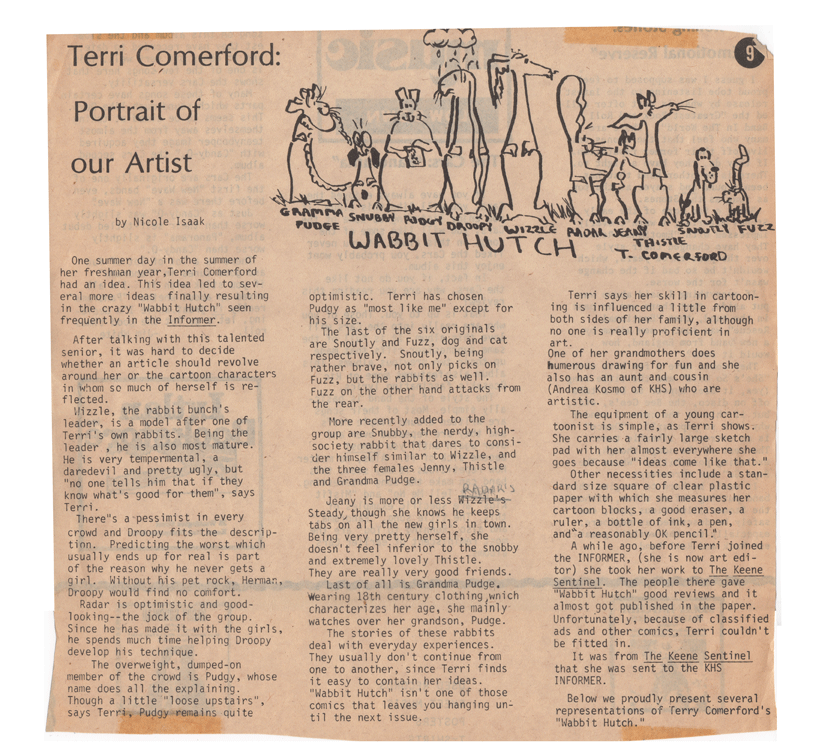 Terri Comerford:
Portrait of
our Artist
by Nicole Isaak
9
GRAMMA PUDGE
SNUBBY
PUDGY
DROOPY
WIZZLE
RADAR
JENNY
THISTLE
SNOUTLY
FUZZ
WABBIT HUTCH
T. COMERFORD
One summer day in the summer of
her freshman year,Terri Comerford
had an idea. This idea led to sev-
eral more ideas finally resulting
in the crazy "Wabbit Hutch" seen
frequently in the Informer.
After talking with this talented
senior, it was hard to decide
whether an article should revolve
around her or the cartoon characters
in whom so much of herself is re-
flected.
Wizzle, the rabbit bunch's
leader, is a model after one of
Terri's own rabbits. Being the
leader , he is also most mature.
He is very tempermental, a
daredevil and pretty ugly, but
"no one tells him that if they
know what's good for them", says
Terri.
There"s a pessimist in every
crowd and Droopy fits the descrip-
tion. Predicting the worst which
usually ends up for real is part
of the reason why he never gets a
girl. Without his pet rock, Herman,
Droopy would find no comfort.
Radar is optimistic and good-
looking--the jock of the group.
Since he has made it with the girls,
he spends much time helping Droopy
develop his technique.
The overweight, dumped-on
member of the crowd is Pudgy, whose
name does all the explaining.
Though a little "loose upstairs",
says Terri, Pudgy remains quite
optimistic. Terri has chosen
Pudgy as "most like me" except for
his size.
The last of the six originals
are Snoutly and Fuzz, dog and cat
respectively. Snoutly, being
rather brave, not only picks on
Fuzz, but the rabbits as well.
Fuzz on the other hand attacks from
the rear.
More recently added to the
group are Snubby, the nerdy, high-
society rabbit that dares to consi-
der himself similar to Wizzle, and
the three females Jenny, Thistle
and Grandma Pudge.
RADAR'S
Jeany is more or less Wizzle's
Steady,though she knows he keeps
tabs on all the new girls in town.
Being very pretty herself, she
doesn't feel inferior to the snobby
and extremely lovely Thistle.
They are really very good friends.
Last of all is Grandma Pudge.
Wearing 18th century clothing,which
characterizes her age, she mainly
watches over her grandson, Pudge.
The stories of these rabbits
deal with everyday experiences.
They usually don't continue from
one to another, since Terri finds
it easy to contain her ideas.
"Wabbit Hutch" isn't one of those
comics that leaves you hanging un-
til the next issue.
Terri says her skill in cartoon-
ing is influenced a little from
both sides of her family, although
no one is really proficient in
art.
One of her grandmothers does
humerous drawing for fun and she
also has an aunt and cousin
(Andrea Kosmo of KHS) who are
artistic.
The equipment of a young car-
toonist is simple, as Terri shows.
She carries a fairly large sketch
pad with her almost everywhere she
goes because "ideas come like that."
Other necessities include a stan-
dard size square of clear plastic
paper with which she measures her
cartoon blocks, a good eraser, a
ruler, a bottle of ink, a pen,
and"a reasonably OK pencil."
A while ago, before Terri joined
the INFORMER, (she is now art edi-
tor) she took her work to The Keene
Sentinel. The people there gave
"Wabbit Hutch" good reviews and it
almost got published in the paper.
Unfortunately, because of classified
ads and other comics, Terri couldn't
be fitted in.
It was from The Keene Sentinel
that she was sent to the KHS
INFORMER.
Below we proudly present several
representations of Terry Comerford's
"Wabbit Hutch."